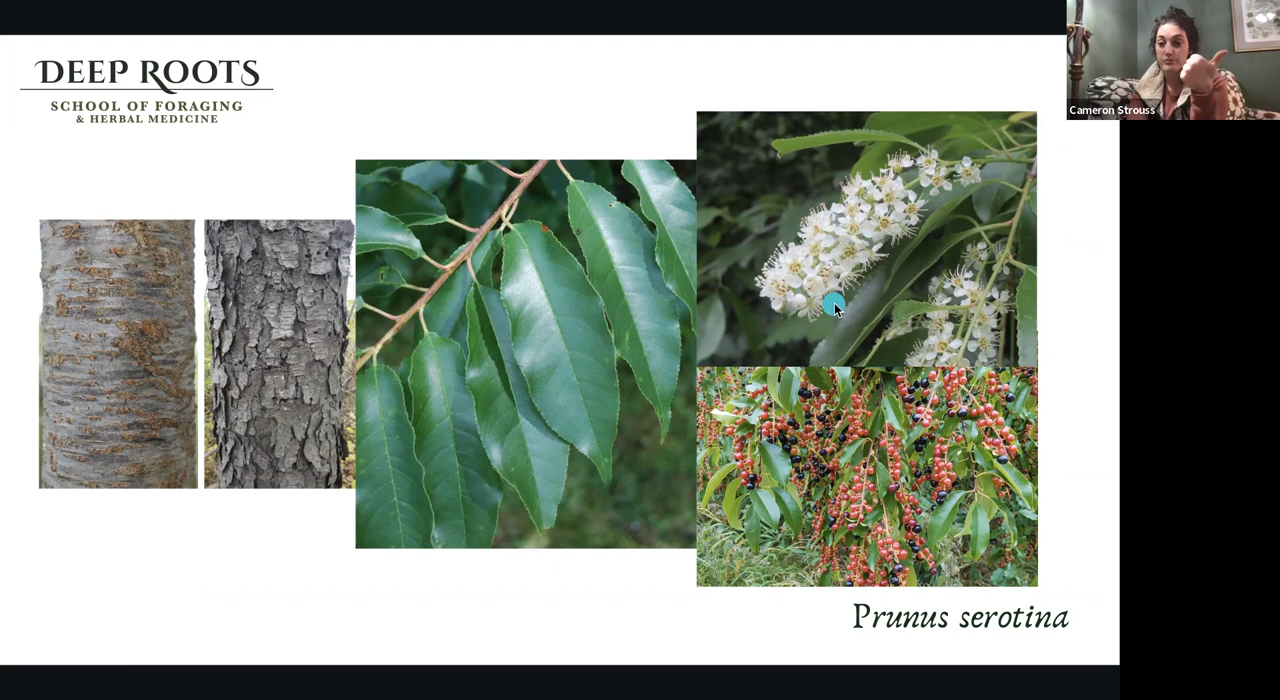 DEEP ROOTS
SCHOOL OF FORAGING
& HERBAL MEDICINE
Cameron Strouss
Prunus serotina